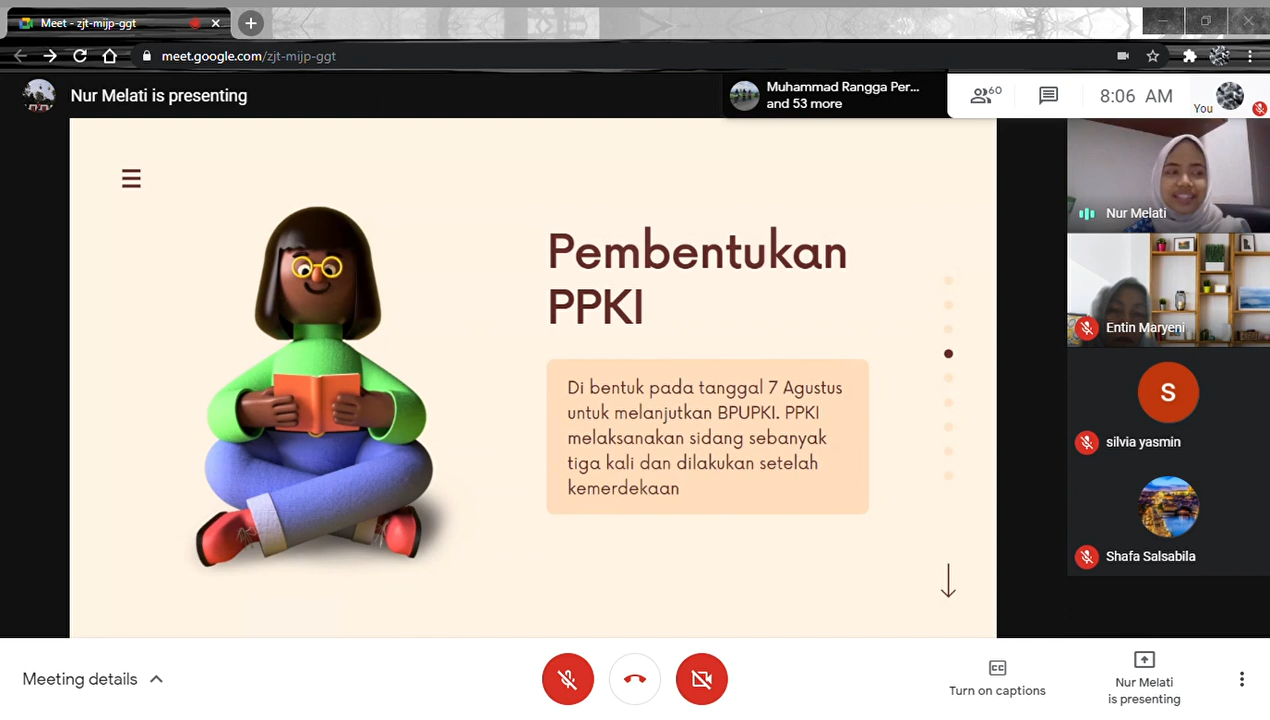 Meet - zjt-mijp-ggt
meet.google.com/zjt-mijp-ggt
Nur Melati is presenting
Muhammad Rangga Per...
and 53 more
60
8:06 AM
You
Nur Melati
Entin Maryeni
S
silvia yasmin
Shafa Salsabila
Pembentukan
PPKI
Di bentuk pada tanggal 7 Agustus
untuk melanjutkan BPUPKI. PPKI
melaksanakan sidang sebanyak
tiga kali dan dilakukan setelah
kemerdekaan
Meeting details
CC
Turn on captions
Nur Melati
is presenting